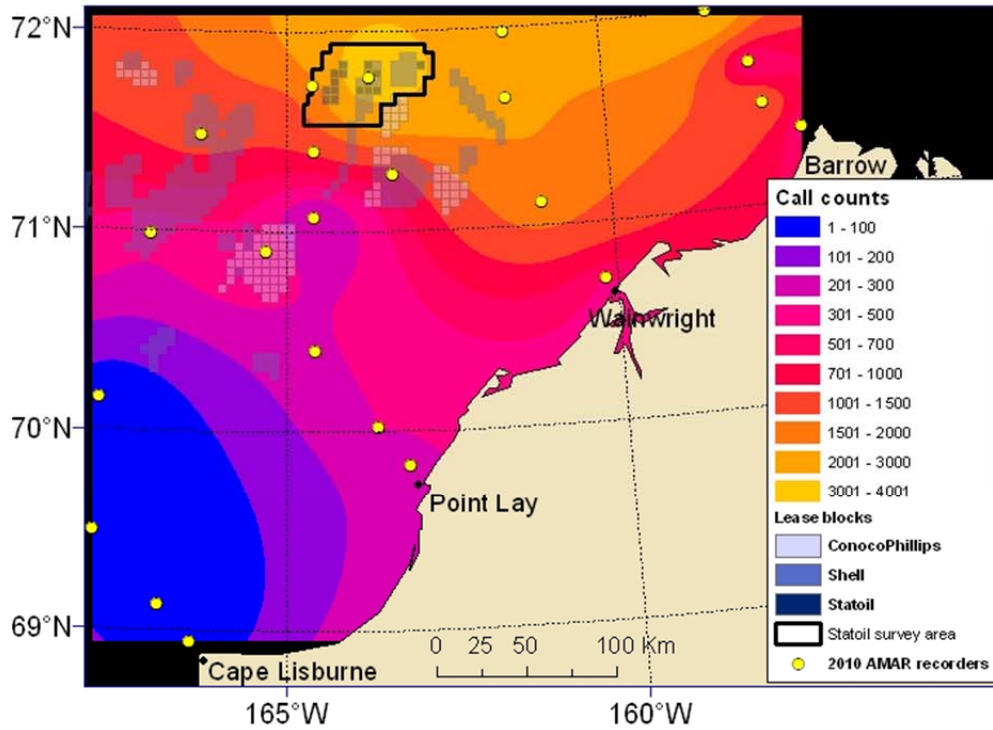 72°N
71°N
70°N
69°N
165°W
160°W
Barrow
Wainwright
Point Lay
Cape Lisburne
0 25 50 100 Km
Call counts
1 - 100
101 - 200
201 - 300
301 - 500
501 - 700
701 - 1000
1001 - 1500
1501 - 2000
2001 - 3000
3001 - 4001
Lease blocks
ConocoPhillips
Shell
Statoil
Statoil survey area
2010 AMAR recorders